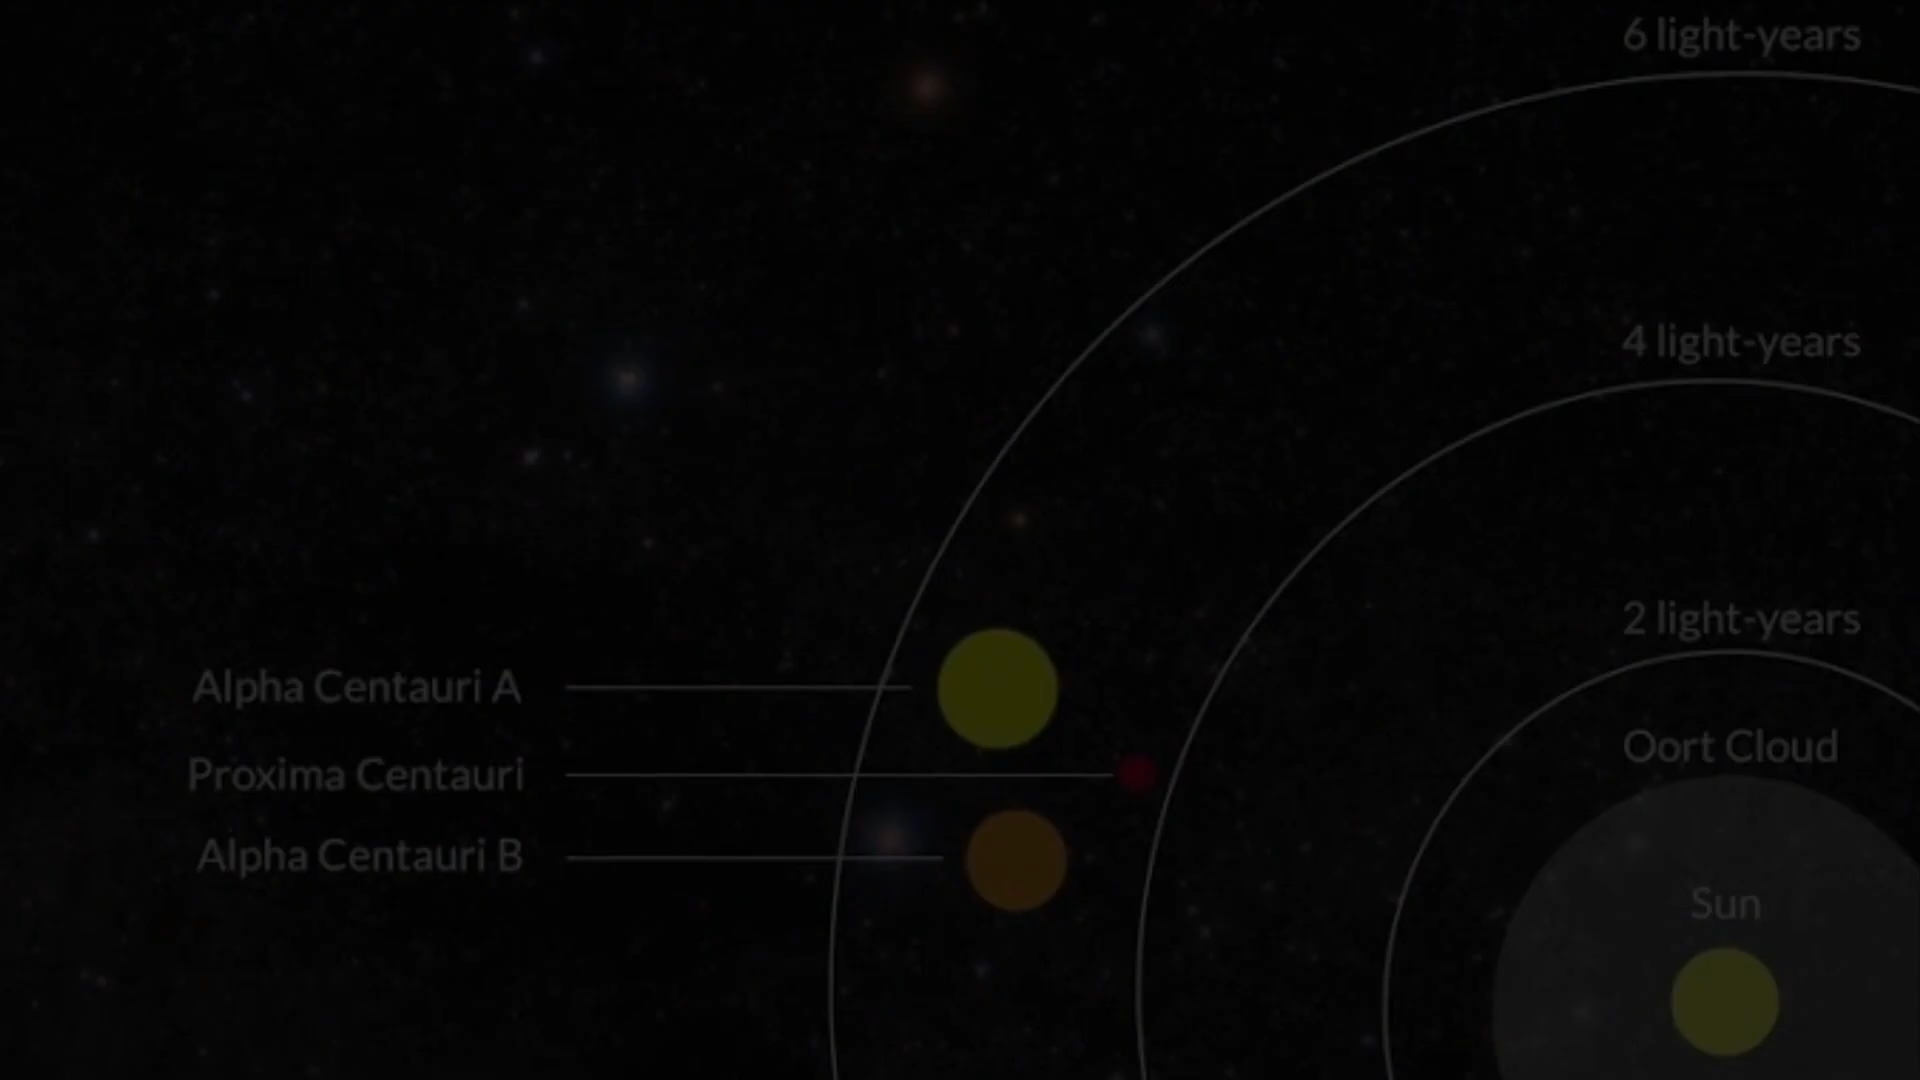 6 light-years
4 light-years
2 light-years
Alpha Centauri A
Oort Cloud
Proxima Centauri
Alpha Centauri B
Sun